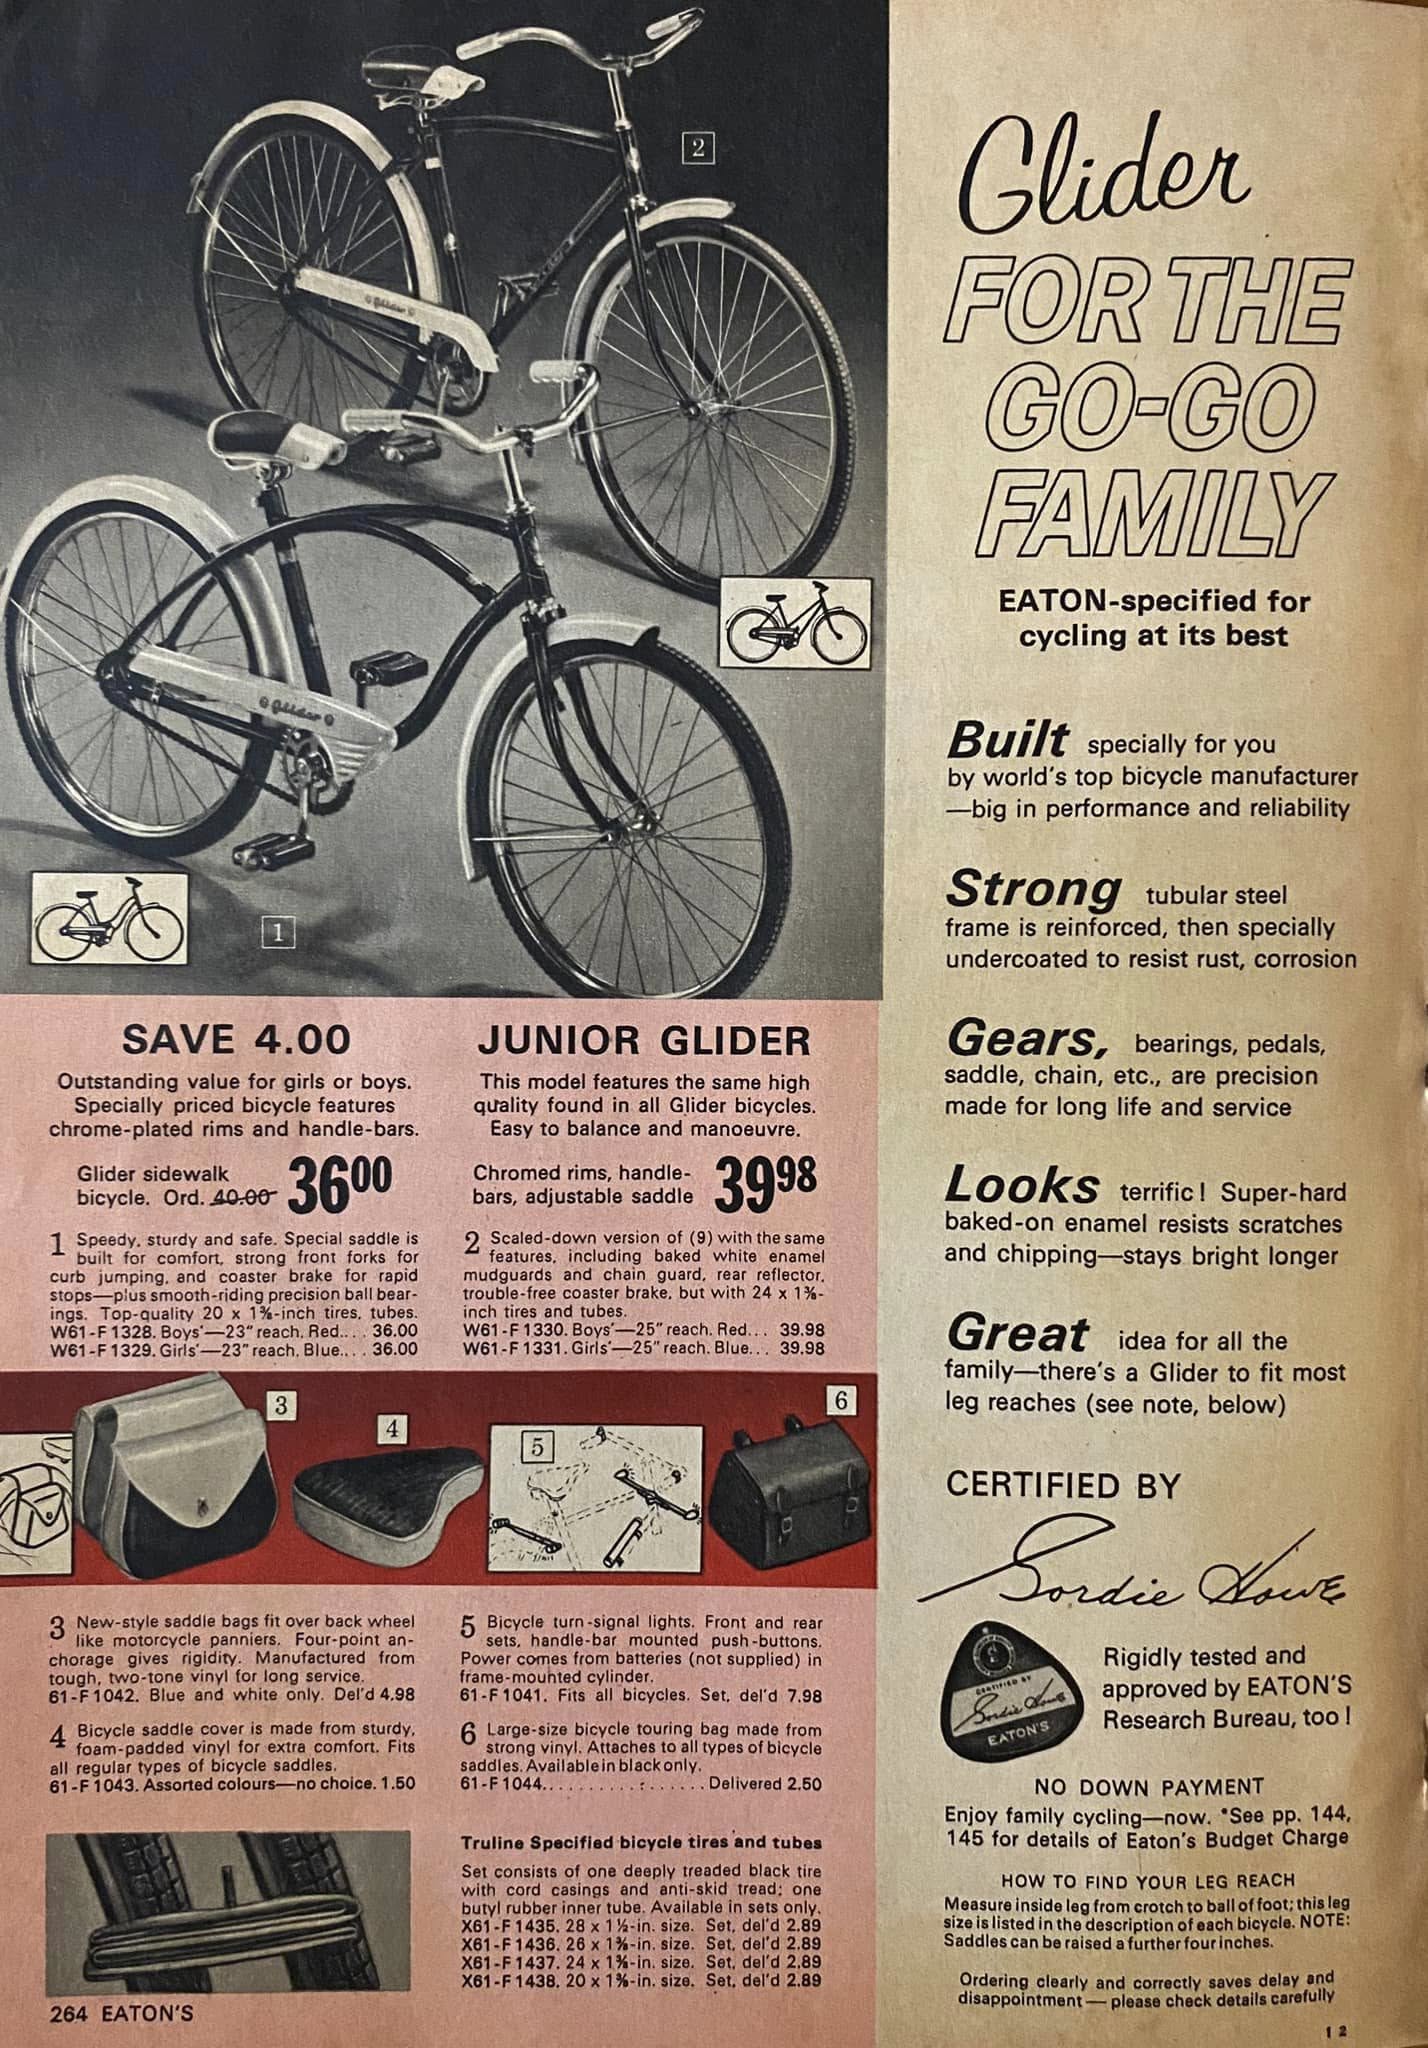 2
Glider
FOR THE
GO-GO
FAMILY
EATON-specified for
cycling at its best
Built specially for you
by world's top bicycle manufacturer
—big in performance and reliability
Strong tubular steel
frame is reinforced, then specially
undercoated to resist rust, corrosion
Gears, bearings, pedals,
saddle, chain, etc., are precision
made for long life and service
Looks terrific! Super-hard
baked-on enamel resists scratches
and chipping—stays bright longer
Great idea for all the
family—there's a Glider to fit most
leg reaches (see note, below)
CERTIFIED BY
Gordie Howe
CERTIFIED BY
Gordie Howe
EATON'S
Rigidly tested and
approved by EATON'S
Research Bureau, too!
NO DOWN PAYMENT
Enjoy family cycling—now. *See pp. 144,
145 for details of Eaton's Budget Charge
HOW TO FIND YOUR LEG REACH
Measure inside leg from crotch to ball of foot; this leg
size is listed in the description of each bicycle. NOTE:
Saddles can be raised a further four inches.
Ordering clearly and correctly saves delay and
disappointment — please check details carefully
1 2
Glider
Glider
1
SAVE 4.00
Outstanding value for girls or boys.
Specially priced bicycle features
chrome-plated rims and handle-bars.
Glider sidewalk
bicycle. Ord. 40.00 36.00
1 Speedy, sturdy and safe. Special saddle is
built for comfort, strong front forks for
curb jumping, and coaster brake for rapid
stops—plus smooth-riding precision ball bear-
ings. Top-quality 20 x 1⅜-inch tires, tubes.
W61-F 1328. Boys'—23" reach. Red.... 36.00
W61-F 1329. Girls'—23" reach. Blue.... 36.00
JUNIOR GLIDER
This model features the same high
quality found in all Glider bicycles.
Easy to balance and manoeuvre.
Chromed rims, handle-
bars, adjustable saddle 39.98
2 Scaled-down version of (9) with the same
features, including baked white enamel
mudguards and chain guard, rear reflector,
trouble-free coaster brake, but with 24 x 1⅜-
inch tires and tubes.
W61-F 1330. Boys'—25" reach. Red... 39.98
W61-F 1331. Girls'—25" reach. Blue... 39.98
3
4
5
6
3 New-style saddle bags fit over back wheel
like motorcycle panniers. Four-point an-
chorage gives rigidity. Manufactured from
tough, two-tone vinyl for long service.
61-F 1042. Blue and white only. Del'd 4.98
4 Bicycle saddle cover is made from sturdy,
foam-padded vinyl for extra comfort. Fits
all regular types of bicycle saddles.
61-F 1043. Assorted colours—no choice. 1.50
5 Bicycle turn-signal lights. Front and rear
sets, handle-bar mounted push-buttons.
Power comes from batteries (not supplied) in
frame-mounted cylinder.
61-F 1041. Fits all bicycles. Set, del'd 7.98
6 Large-size bicycle touring bag made from
strong vinyl. Attaches to all types of bicycle
saddles. Available in black only.
61-F 1044.................... Delivered 2.50
Truline Specified bicycle tires and tubes
Set consists of one deeply treaded black tire
with cord casings and anti-skid tread; one
butyl rubber inner tube. Available in sets only.
X61-F 1435. 28 x 1½-in. size. Set, del'd 2.89
X61-F 1436. 26 x 1⅜-in. size. Set, del'd 2.89
X61-F 1437. 24 x 1⅜-in. size. Set, del'd 2.89
X61-F 1438. 20 x 1⅜-in. size. Set, del'd 2.89
264 EATON'S